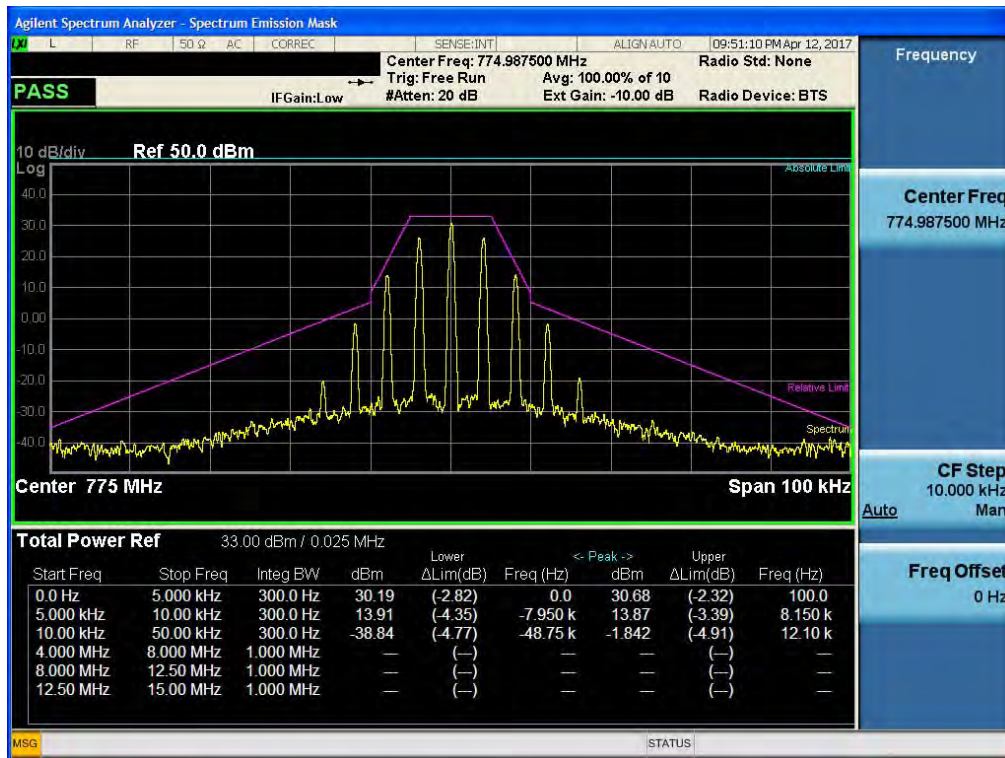 Agilent Spectrum Analyzer - Spectrum Emission Mask
LXI L RF 50 Ω AC CORREC SENSE:INT ALIGN AUTO 09:51:10 PM Apr 12, 2017
Center Freq: 774.987500 MHz Radio Std: None
Trig: Free Run Avg: 100.00% of 10
PASS IFGain:Low #Atten: 20 dB Ext Gain: -10.00 dB Radio Device: BTS
10 dB/div Ref 50.0 dBm
Log
Absolute Limit
40.0
30.0
20.0
10.0
0.00
-10.0
-20.0
Relative Limit
-30.0
Spectrum
-40.0
Center 775 MHz Span 100 kHz
Total Power Ref 33.00 dBm / 0.025 MHz
Lower <- Peak -> Upper
Start Freq Stop Freq Integ BW dBm ΔLim(dB) Freq (Hz) dBm ΔLim(dB) Freq (Hz)
0.0 Hz 5.000 kHz 300.0 Hz 30.19 (-2.82) 0.0 30.68 (-2.32) 100.0
5.000 kHz 10.00 kHz 300.0 Hz 13.91 (-4.35) -7.950 k 13.87 (-3.39) 8.150 k
10.00 kHz 50.00 kHz 300.0 Hz -38.84 (-4.77) -48.75 k -1.842 (-4.91) 12.10 k
4.000 MHz 8.000 MHz 1.000 MHz --- (---) --- --- (---) ---
8.000 MHz 12.50 MHz 1.000 MHz --- (---) --- --- (---) ---
12.50 MHz 15.00 MHz 1.000 MHz --- (---) --- --- (---) ---
MSG STATUS
Frequency
Center Freq
774.987500 MHz
CF Step
10.000 kHz
Auto Man
Freq Offset
0 Hz